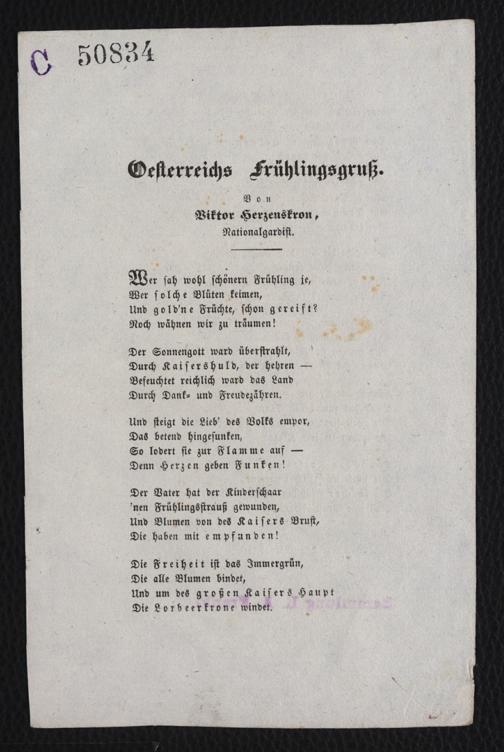 C 50834
Oesterreichs Frühlingsgruß.
Von
Viktor Herzenskron,
Nationalgardist.
Wer sah wohl schönern Frühling je,
Wer solche Blüten keimen,
Und gold'ne Früchte, schon gereift?
Noch wähnen wir zu träumen!
Der Sonnengott ward überstrahlt,
Durch Kaisershuld, der hehren —
Befeuchtet reichlich ward das Land
Durch Dank- und Freudezähren.
Und steigt die Lieb' des Volks empor,
Das betend hingesunken,
So lodert sie zur Flamme auf —
Denn Herzen geben Funken!
Der Vater hat der Kinderschaar
'nen Frühlingsstrauß gewunden,
Und Blumen von des Kaisers Brust,
Die haben mit empfunden!
Die Freiheit ist das Immergrün,
Die alle Blumen bindet,
Und um des großen Kaisers Haupt
Die Lorbeerkrone windet.